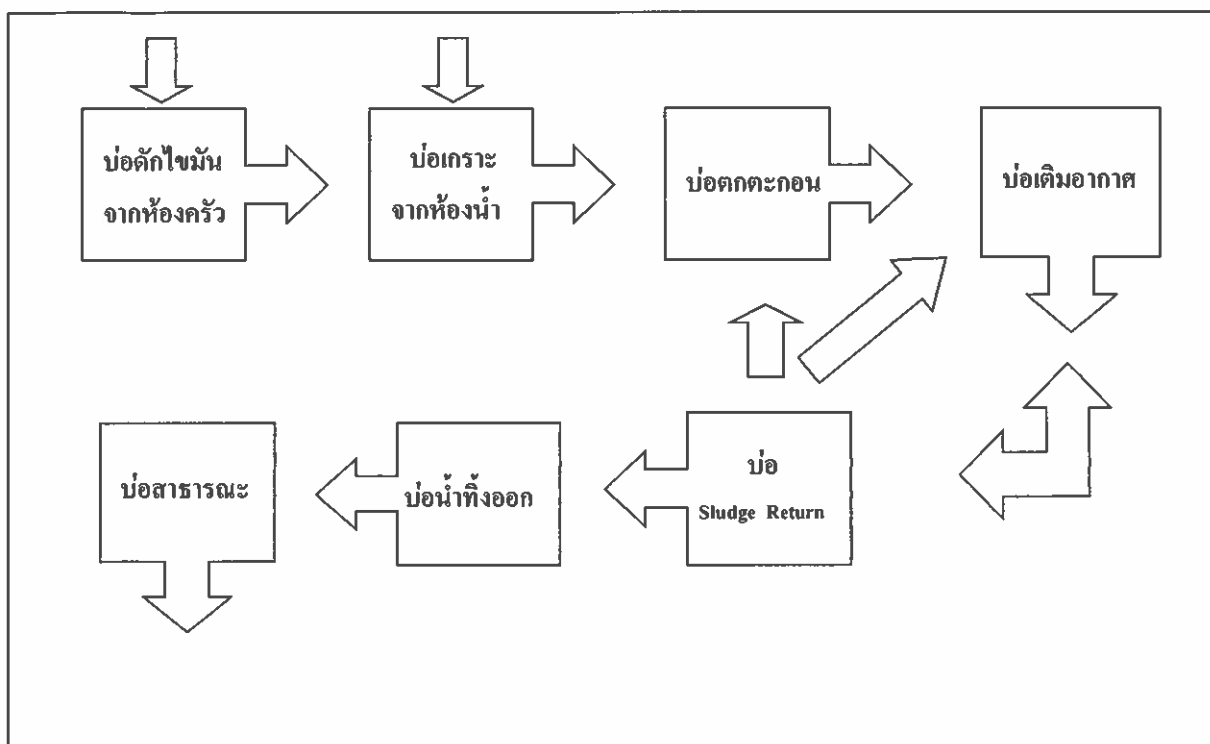 บ่อดักไขมัน
จากห้องครัว
บ่อเกราะ
จากห้องน้ำ
บ่อตกตะกอน
บ่อเติมอากาศ
บ่อสาธารณะ
บ่อน้ำทิ้งออก
บ่อ
Sludge Return